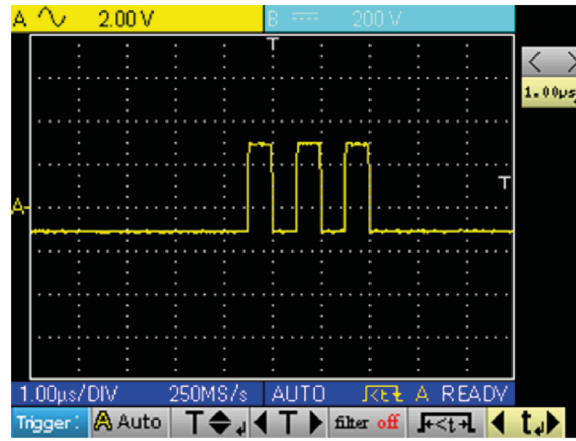 A 2.00 V B 200 V
T
< >
1.00µs
T
A
1.00µs/DIV 250MS/s AUTO t A READY
Trigger: A Auto T T filter off <t t